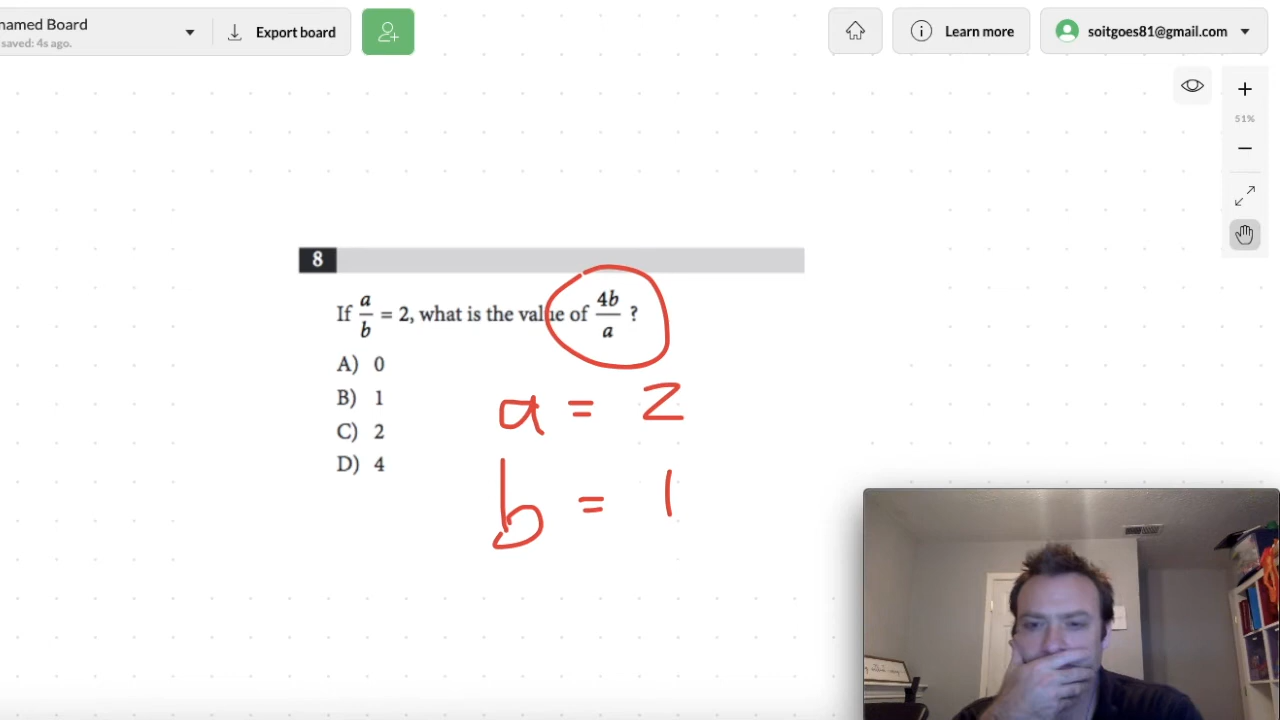 named Board
saved: 4s ago.
Export board
Learn more
soitgoes81@gmail.com
51%
8
If a/b = 2, what is the value of 4b/a ?
A) 0
B) 1
C) 2
D) 4
a = 2
b = 1